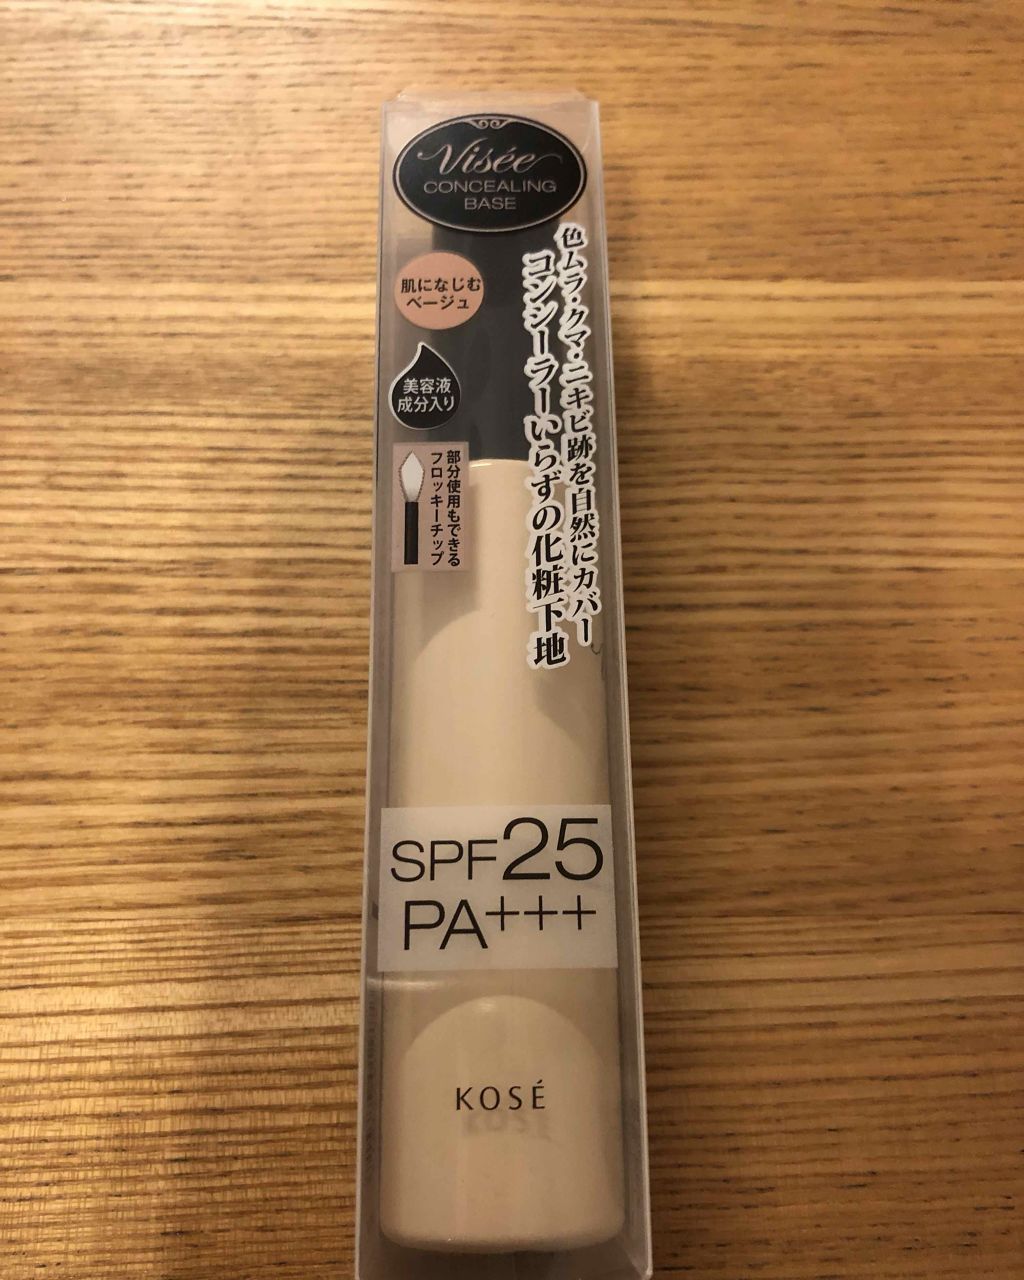 Visée
CONCEALING
BASE
色ムラ・クマ・ニキビ跡を自然にカバー
コンシーラーいらずの化粧下地
肌になじむ
ベージュ
美容液
成分入り
部分使用もできる
フロッキーチップ
SPF25
PA+++
KOSÉ